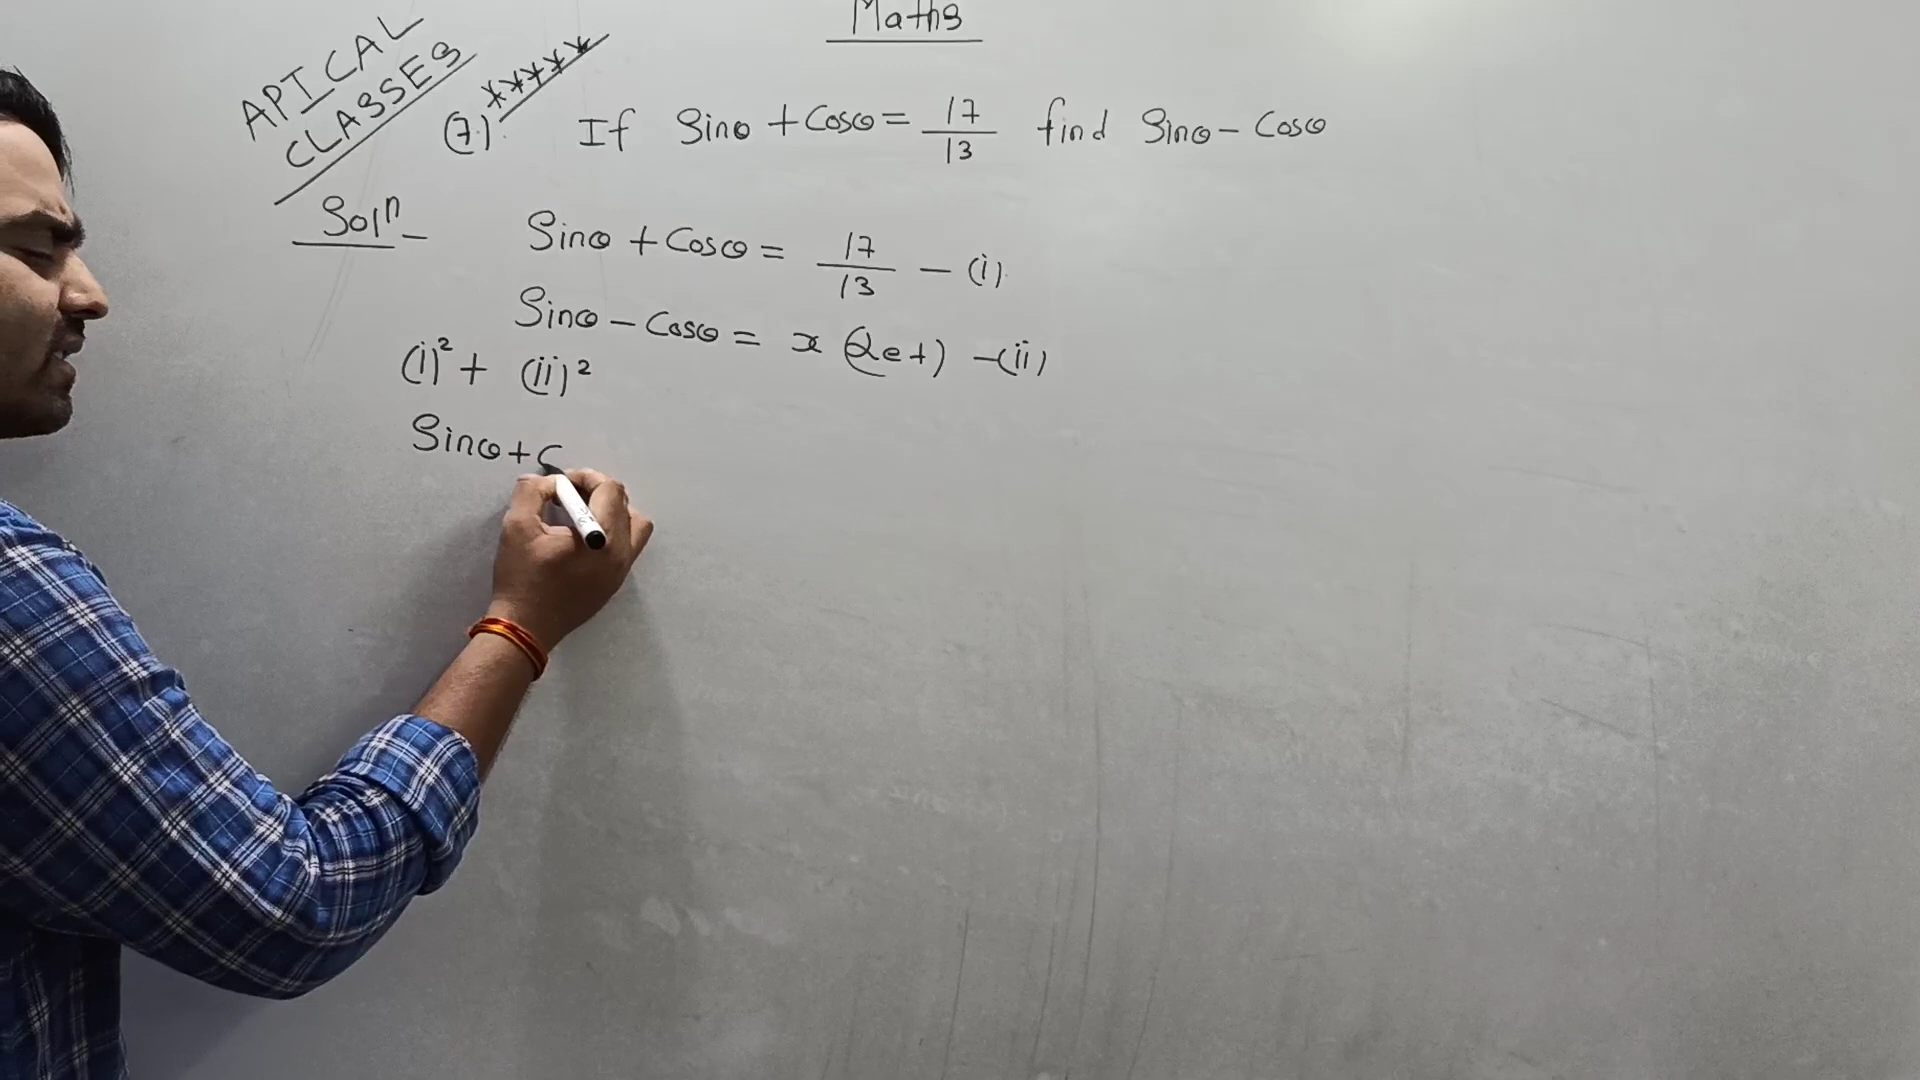 Maths
APICAL
CLASSES
*****
(7.) If Sinθ + Cosθ = 17/13 find Sinθ - Cosθ
Solⁿ-
Sinθ + Cosθ = 17/13 - (i)
Sinθ - Cosθ = x (Let) - (ii)
(i)² + (ii)²
Sinθ + C